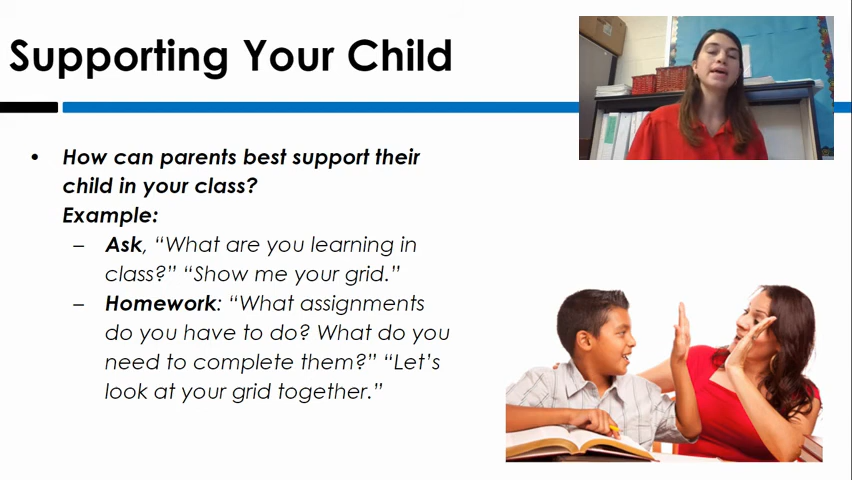 Supporting Your Child
• How can parents best support their
child in your class?
Example:
– Ask, “What are you learning in
class?” “Show me your grid.”
– Homework: “What assignments
do you have to do? What do you
need to complete them?” “Let’s
look at your grid together.”